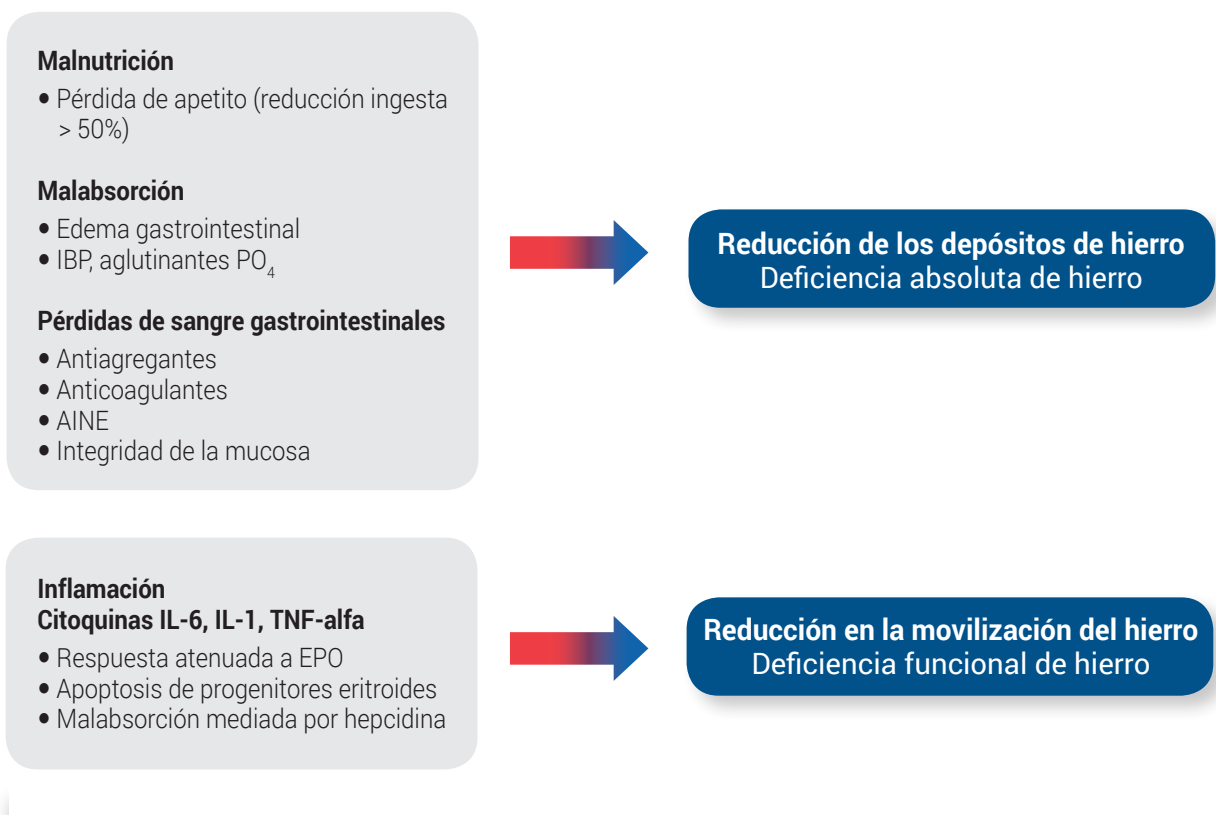 Malnutrición
• Pérdida de apetito (reducción ingesta
> 50%)
Malabsorción
• Edema gastrointestinal
• IBP, aglutinantes PO₄
Pérdidas de sangre gastrointestinales
• Antiagregantes
• Anticoagulantes
• AINE
• Integridad de la mucosa
Reducción de los depósitos de hierro
Deficiencia absoluta de hierro
Inflamación
Citoquinas IL-6, IL-1, TNF-alfa
• Respuesta atenuada a EPO
• Apoptosis de progenitores eritroides
• Malabsorción mediada por hepcidina
Reducción en la movilización del hierro
Deficiencia funcional de hierro